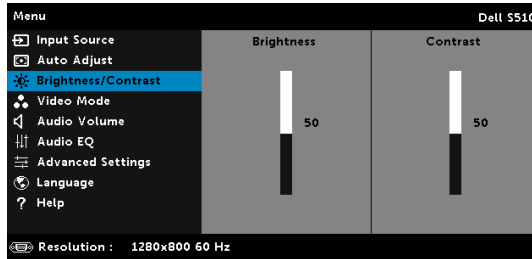 Menu Dell S510
Input Source
Auto Adjust
Brightness/Contrast
Video Mode
Audio Volume
Audio EQ
Advanced Settings
Language
? Help
Brightness Contrast
50 50
Resolution : 1280x800 60 Hz